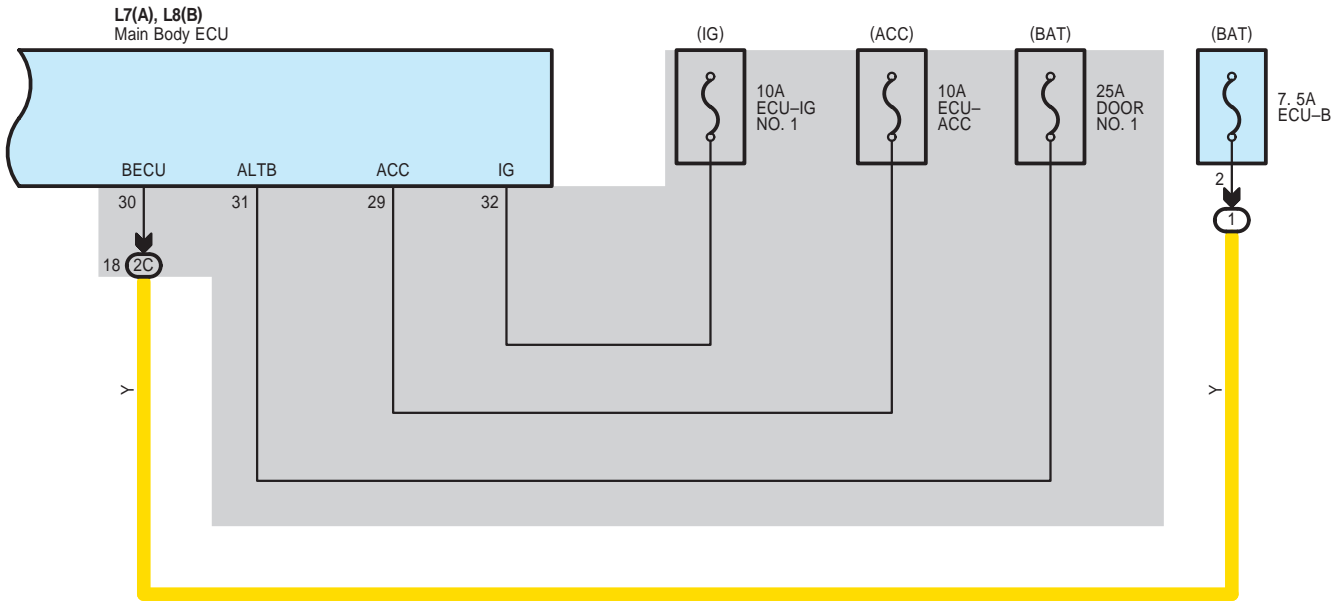 L7(A), L8(B)
Main Body ECU
(IG)
(ACC)
(BAT)
(BAT)
10A
ECU–IG
NO. 1
10A
ECU–
ACC
25A
DOOR
NO. 1
7. 5A
ECU–B
BECU
ALTB
ACC
IG
30
31
29
32
2
1
18
2C
Y
Y